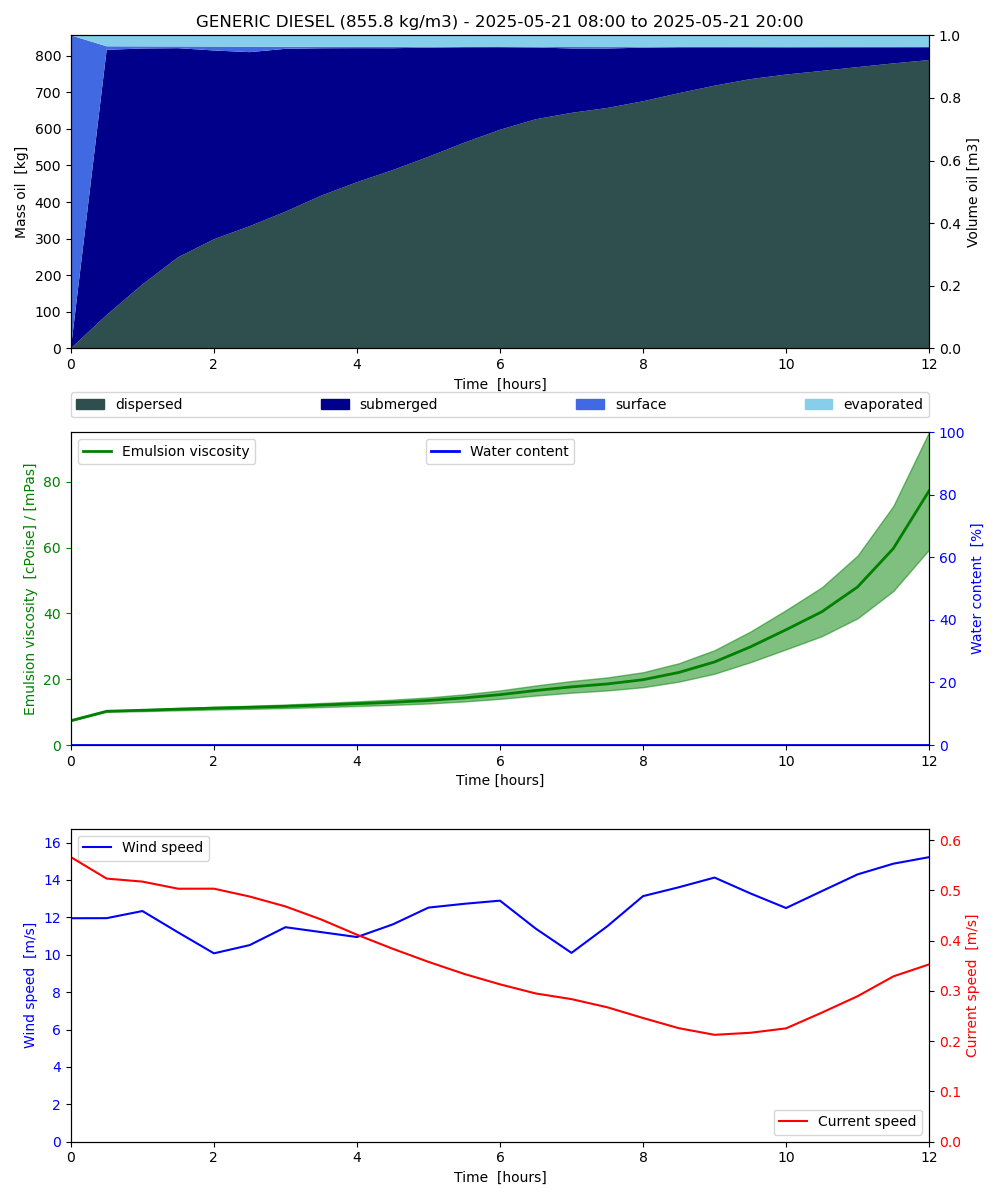 GENERIC DIESEL (855.8 kg/m3) - 2025-05-21 08:00 to 2025-05-21 20:00
800
700
600
500
400
300
200
100
0
Mass oil [kg]
1.0
0.8
0.6
0.4
0.2
0.0
Volume oil [m3]
0 2 4 6 8 10 12
Time [hours]
dispersed submerged surface evaporated
Emulsion viscosity
Water content
80
60
40
20
0
Emulsion viscosity [cPoise] / [mPas]
100
80
60
40
20
0
Water content [%]
0 2 4 6 8 10 12
Time [hours]
Wind speed
16
14
12
10
8
6
4
2
0
Wind speed [m/s]
0.6
0.5
0.4
0.3
0.2
0.1
0.0
Current speed [m/s]
Current speed
0 2 4 6 8 10 12
Time [hours]